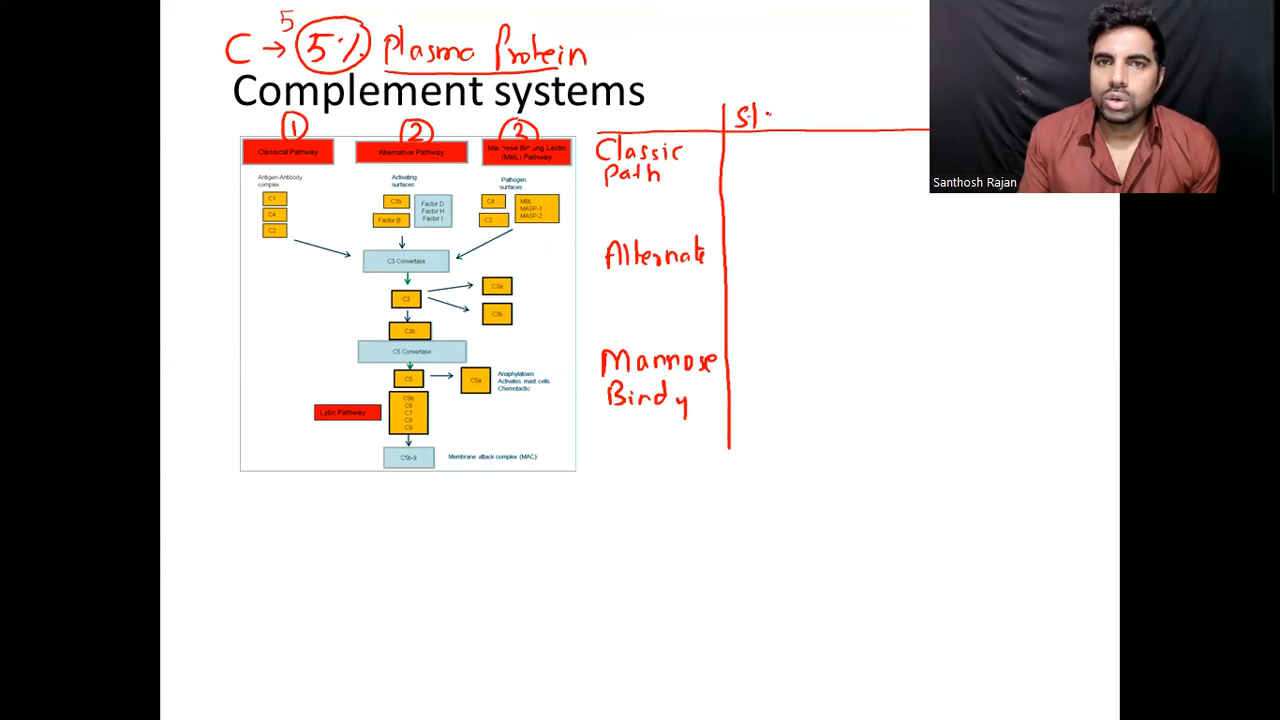 5
C → 5% Plasma Protein
Complement systems
1 2 3
Classical Pathway
Alternative Pathway
Mannose Binding Lectin
(MBL) Pathway
Antigen-Antibody
complex
C1
C4
C2
Activating
surfaces
C3b
Factor B
Factor D
Factor H
Factor I
Pathogen
surfaces
C4
C2
MBL
MASP-1
MASP-2
C3 Convertase
C3
C3a
C3b
C3b
C5 Convertase
C5
C5a
Anaphylatoxin:
Activates mast cells
Chemotactic
Lytic Pathway
C5b
C6
C7
C8
C9
C5b-9
Membrane attack complex (MAC)
Classic
Path
Alternate
Mannose
Santhosh Rajan